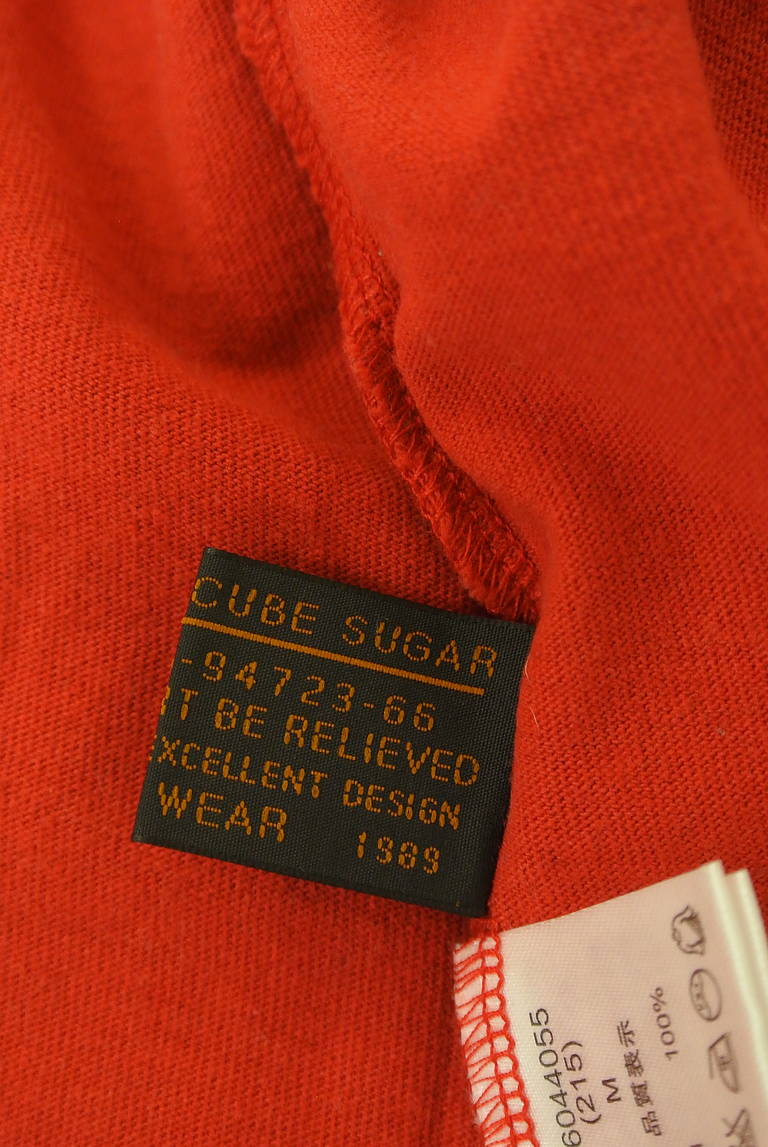 CUBE SUGAR
-94723-66
T BE RELIEVED
XCELLENT DESIGN
WEAR 1989
6044055
(215)
M
品質表示
100%